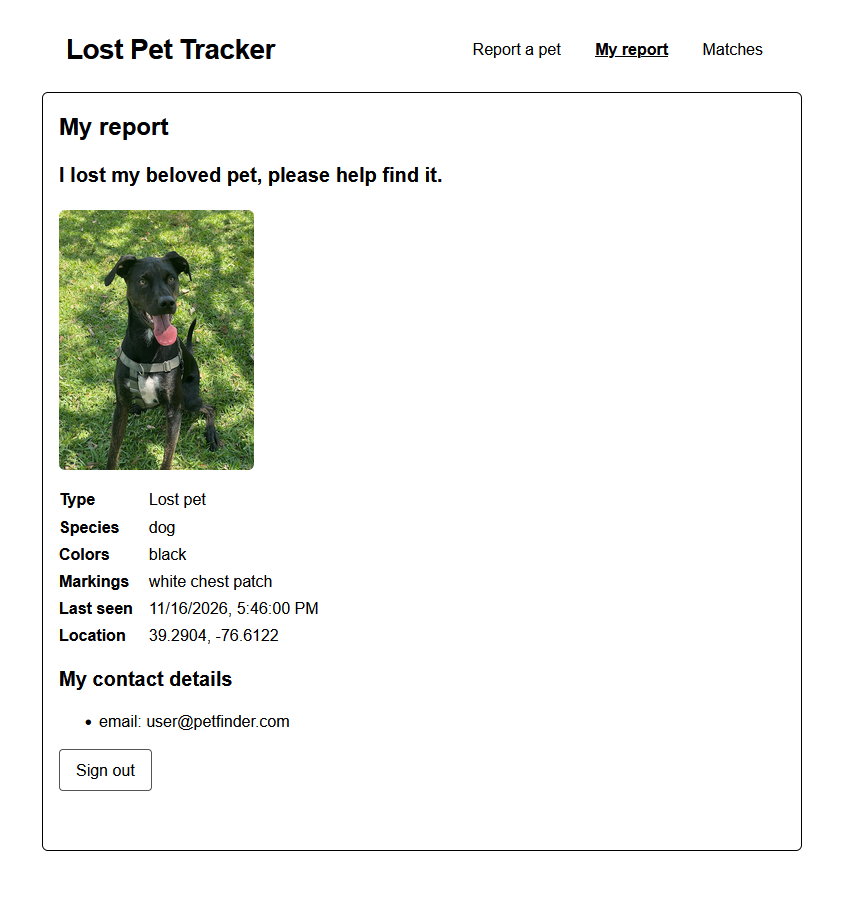 Lost Pet Tracker
Report a pet My report Matches
My report
I lost my beloved pet, please help find it.
Type Lost pet
Species dog
Colors black
Markings white chest patch
Last seen 11/16/2026, 5:46:00 PM
Location 39.2904, -76.6122
My contact details
• email: user@petfinder.com
Sign out